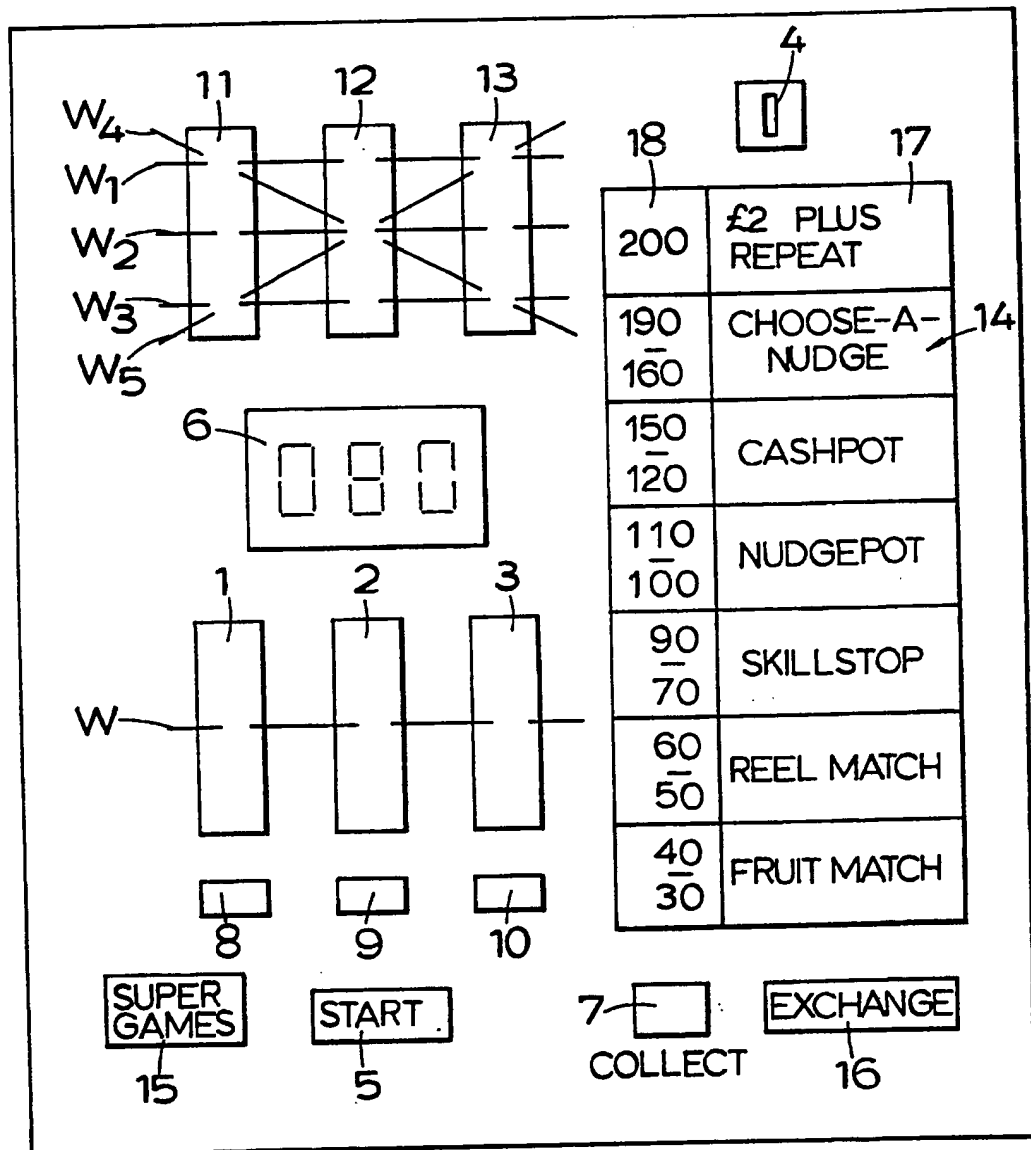 4
11
12
13
W4
W1
W2
W3
W5
18
17
200
£2 PLUS
REPEAT
190
–
160
CHOOSE-A-
NUDGE
14
150
–
120
CASHPOT
6
080
110
–
100
NUDGEPOT
1
2
3
90
–
70
SKILLSTOP
W
60
–
50
REEL MATCH
40
–
30
FRUIT MATCH
8
9
10
SUPER
GAMES
START
7
COLLECT
EXCHANGE
15
5
16